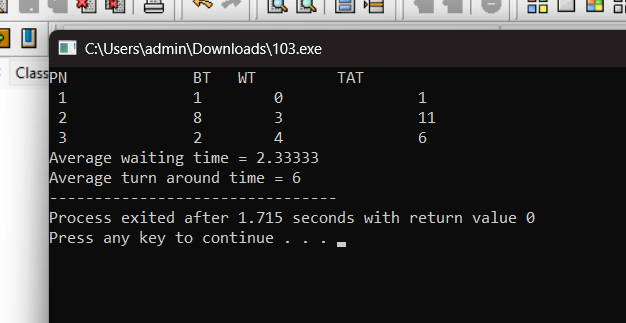 C:\Users\admin\Downloads\103.exe
Class
PN BT WT TAT
1 1 0 1
2 8 3 11
3 2 4 6
Average waiting time = 2.33333
Average turn around time = 6
--------------------------------
Process exited after 1.715 seconds with return value 0
Press any key to continue . . .